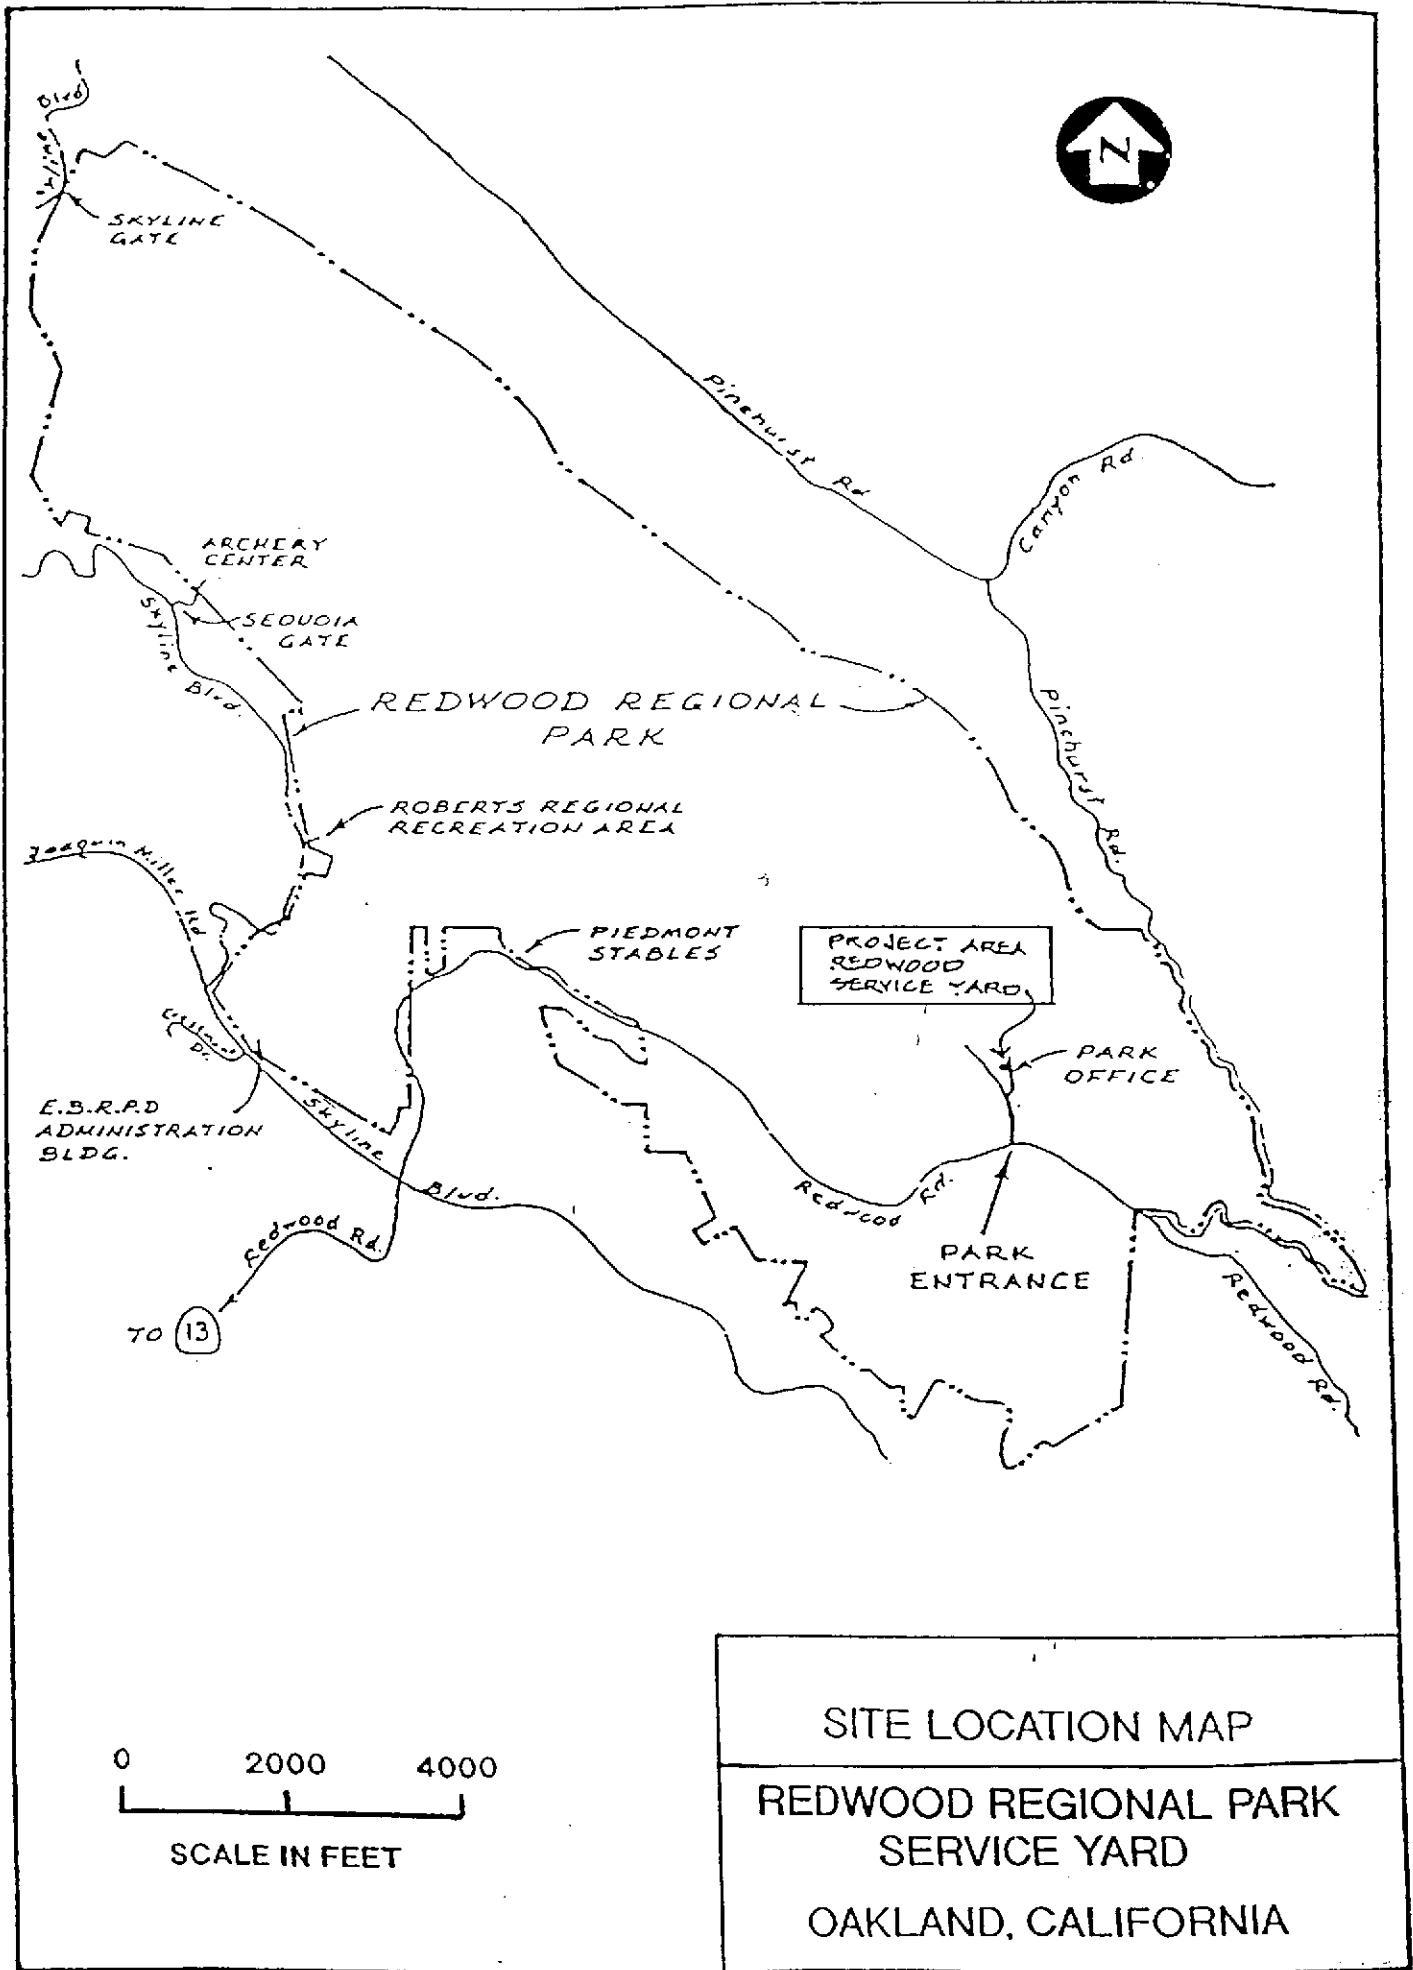 Blvd
Skyline
N
SKYLINE
GATE
Pinehurst Rd
Canyon Rd.
ARCHERY
CENTER
SEQUOIA
GATE
Skyline Blvd.
REDWOOD REGIONAL
PARK
Pinehurst Rd.
ROBERTS REGIONAL
RECREATION AREA
Joaquin Miller Rd
PIEDMONT
STABLES
PROJECT AREA
REDWOOD
SERVICE YARD
Dr.
PARK
OFFICE
E.B.R.P.D
ADMINISTRATION
BLDG.
Skyline Blvd.
Redwood Rd.
Redwood Rd.
PARK
ENTRANCE
Redwood Rd.
TO 13
SITE LOCATION MAP
0 2000 4000
SCALE IN FEET
REDWOOD REGIONAL PARK
SERVICE YARD
OAKLAND, CALIFORNIA